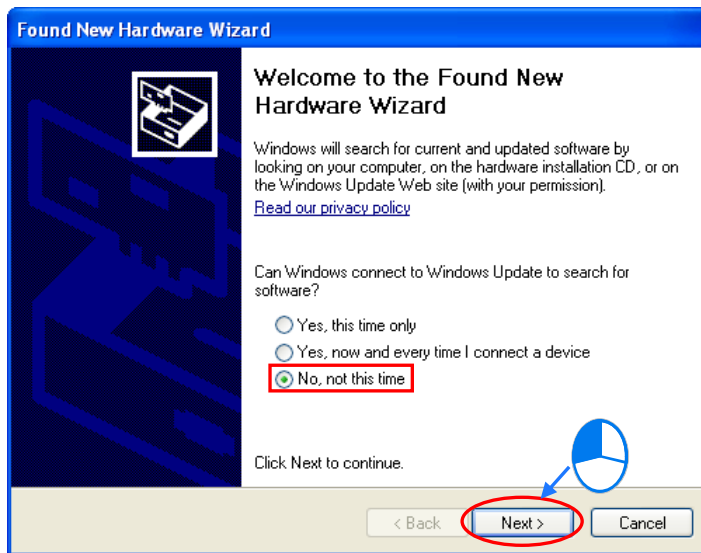 Found New Hardware Wizard
Welcome to the Found New
Hardware Wizard
Windows will search for current and updated software by
looking on your computer, on the hardware installation CD, or on
the Windows Update Web site (with your permission).
Read our privacy policy
Can Windows connect to Windows Update to search for
software?
Yes, this time only
Yes, now and every time I connect a device
No, not this time
Click Next to continue.
< Back
Next >
Cancel